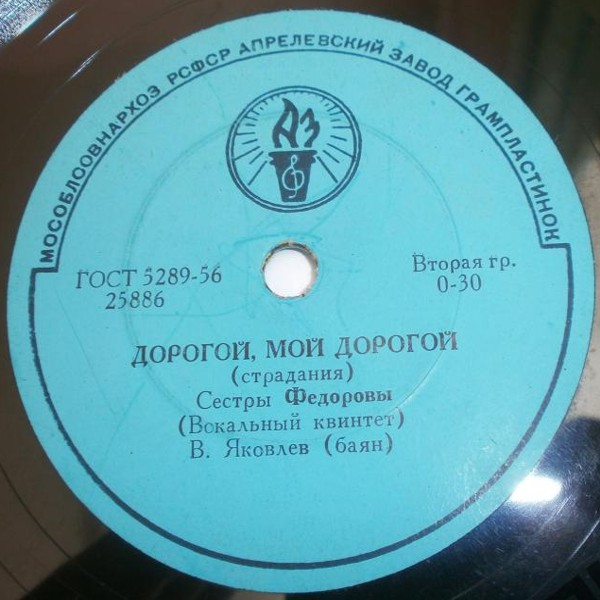 МОСОБЛСОВНАРХОЗ РСФСР АПРЕЛЕВСКИЙ ЗАВОД ГРАМПЛАСТИНОК
АЗ
ГОСТ 5289-56
25886
Вторая гр.
0-30
ДОРОГОЙ, МОЙ ДОРОГОЙ
(страдания)
Сестры Федоровы
(Вокальный квинтет)
В. Яковлев (баян)